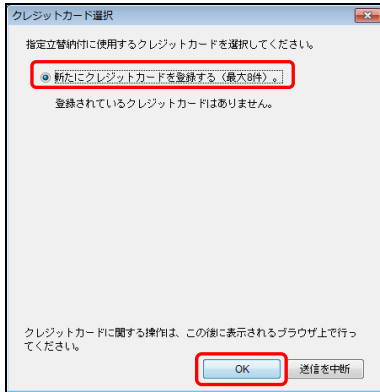 クレジットカード選択
指定立替納付に使用するクレジットカードを選択してください。
新たにクレジットカードを登録する（最大8件）。
登録されているクレジットカードはありません。
クレジットカードに関する操作は、この後に表示されるブラウザ上で行っ
てください。
OK 送信を中断